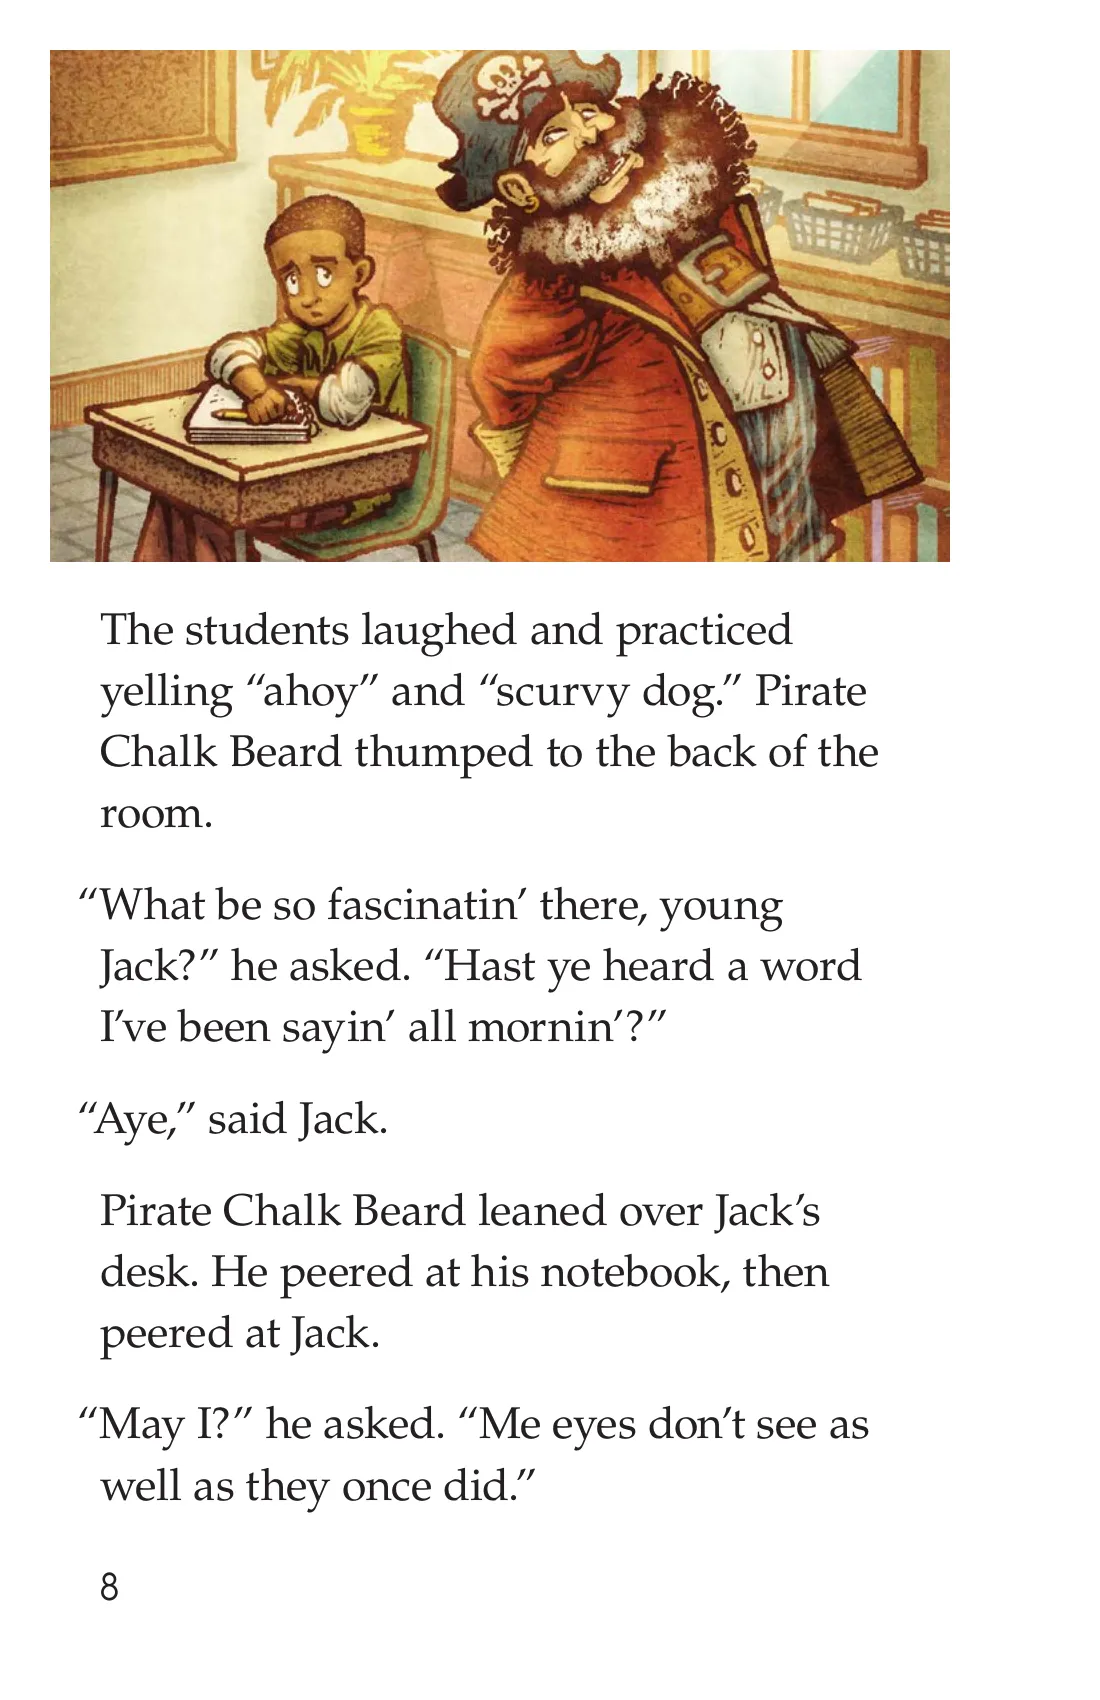 The students laughed and practiced
yelling “ahoy” and “scurvy dog.” Pirate
Chalk Beard thumped to the back of the
room.
“What be so fascinatin’ there, young
Jack?” he asked. “Hast ye heard a word
I’ve been sayin’ all mornin’?”
“Aye,” said Jack.
Pirate Chalk Beard leaned over Jack’s
desk. He peered at his notebook, then
peered at Jack.
“May I?” he asked. “Me eyes don’t see as
well as they once did.”
8